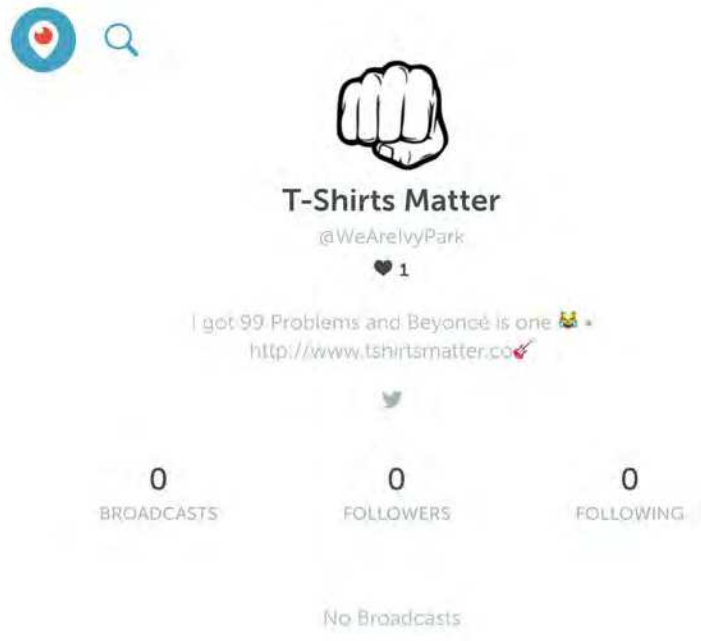 T-Shirts Matter
@WeAreIvyPark
1
I got 99 Problems and Beyoncé is one 😹 •
http://www.tshirtsmatter.co🎸
0 0 0
BROADCASTS FOLLOWERS FOLLOWING
No Broadcasts